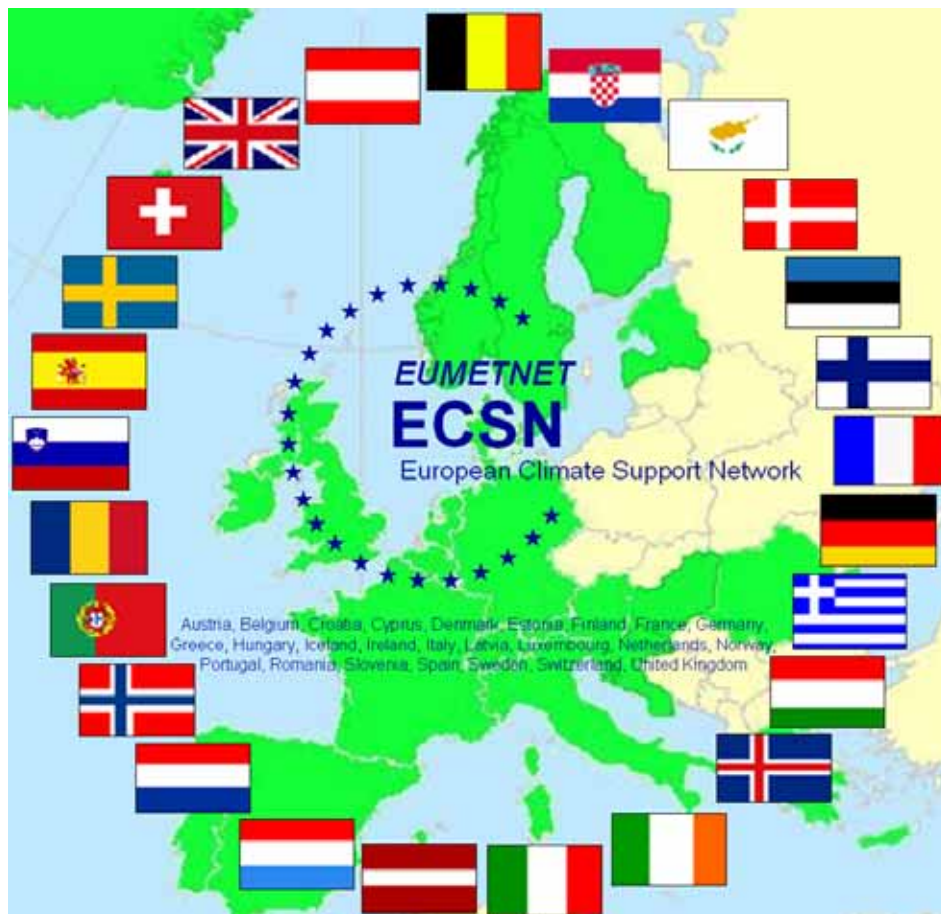 EUMETNET
ECSN
European Climate Support Network
Austria, Belgium, Croatia, Cyprus, Denmark, Estonia, Finland, France, Germany,
Greece, Hungary, Iceland, Ireland, Italy, Latvia, Luxembourg, Netherlands, Norway,
Portugal, Romania, Slovenia, Spain, Sweden, Switzerland, United Kingdom